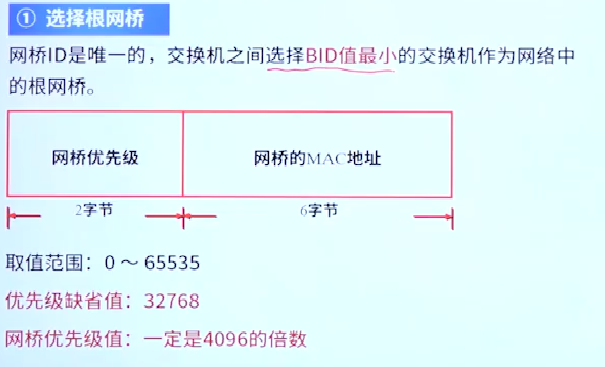 ① 选择根网桥
网桥ID是唯一的，交换机之间选择BID值最小的交换机作为网络中
的根网桥。
网桥优先级 网桥的MAC地址
2字节 6字节
取值范围：0 ～ 65535
优先级缺省值：32768
网桥优先级值：一定是4096的倍数